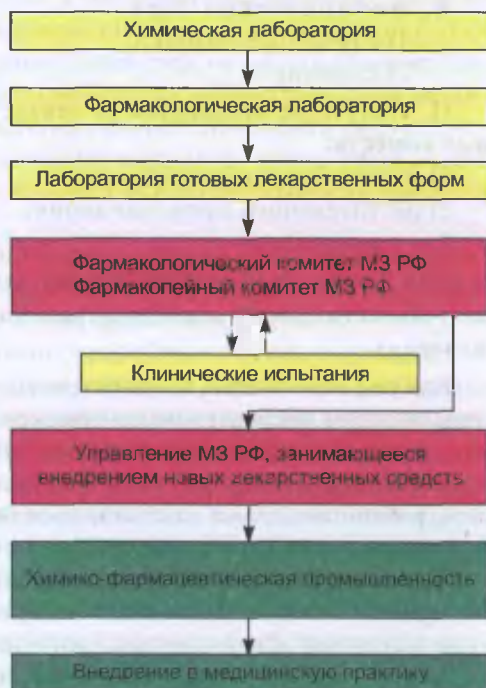 Химическая лаборатория
Фармакологическая лаборатория
Лаборатория готовых лекарственных форм
Фармакологический комитет МЗ РФ
Фармакопейный комитет МЗ РФ
Клинические испытания
Управление МЗ РФ, занимающееся
внедрением новых лекарственных средств
Химико-фармацевтическая промышленность
Внедрение в медицинскую практику